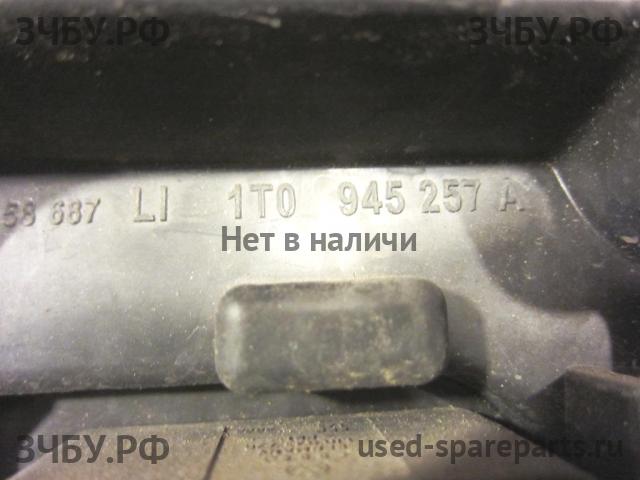 ЗЧБУ.РФ ЗЧБУ.РФ
58 687 LI 1T0 945 257 A
Нет в наличи
ЗЧБУ.РФ used-spareparts.ru